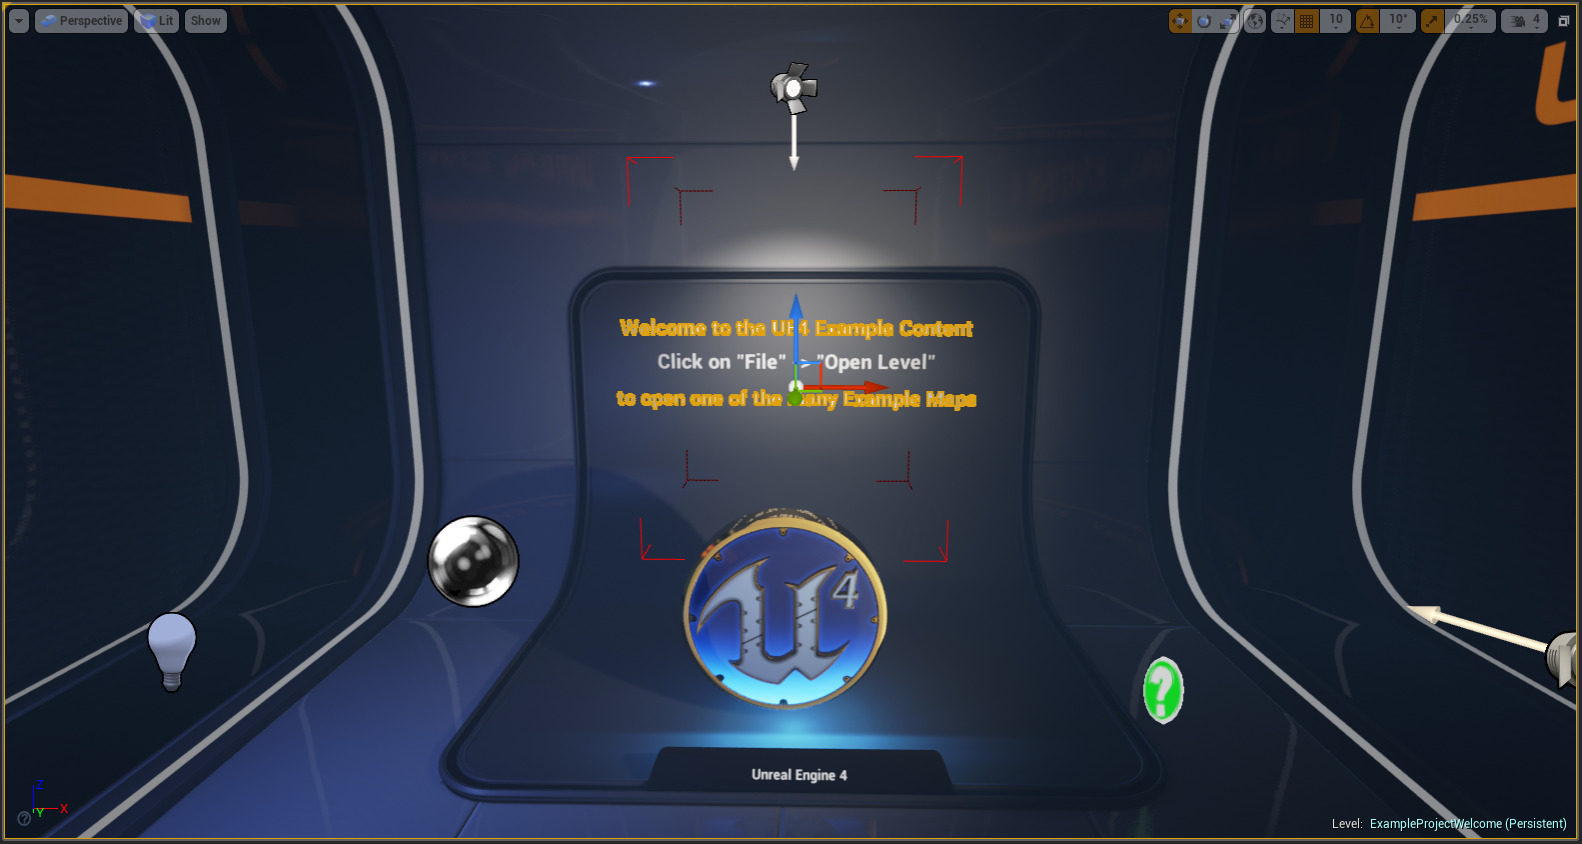 Perspective Lit Show 10 10° 0.25% 4
Welcome to the UE4 Example Content
Click on "File" > "Open Level"
to open one of the many Example Maps
4
Unreal Engine 4
?
Z
X
Y
?
Level: ExampleProjectWelcome (Persistent)